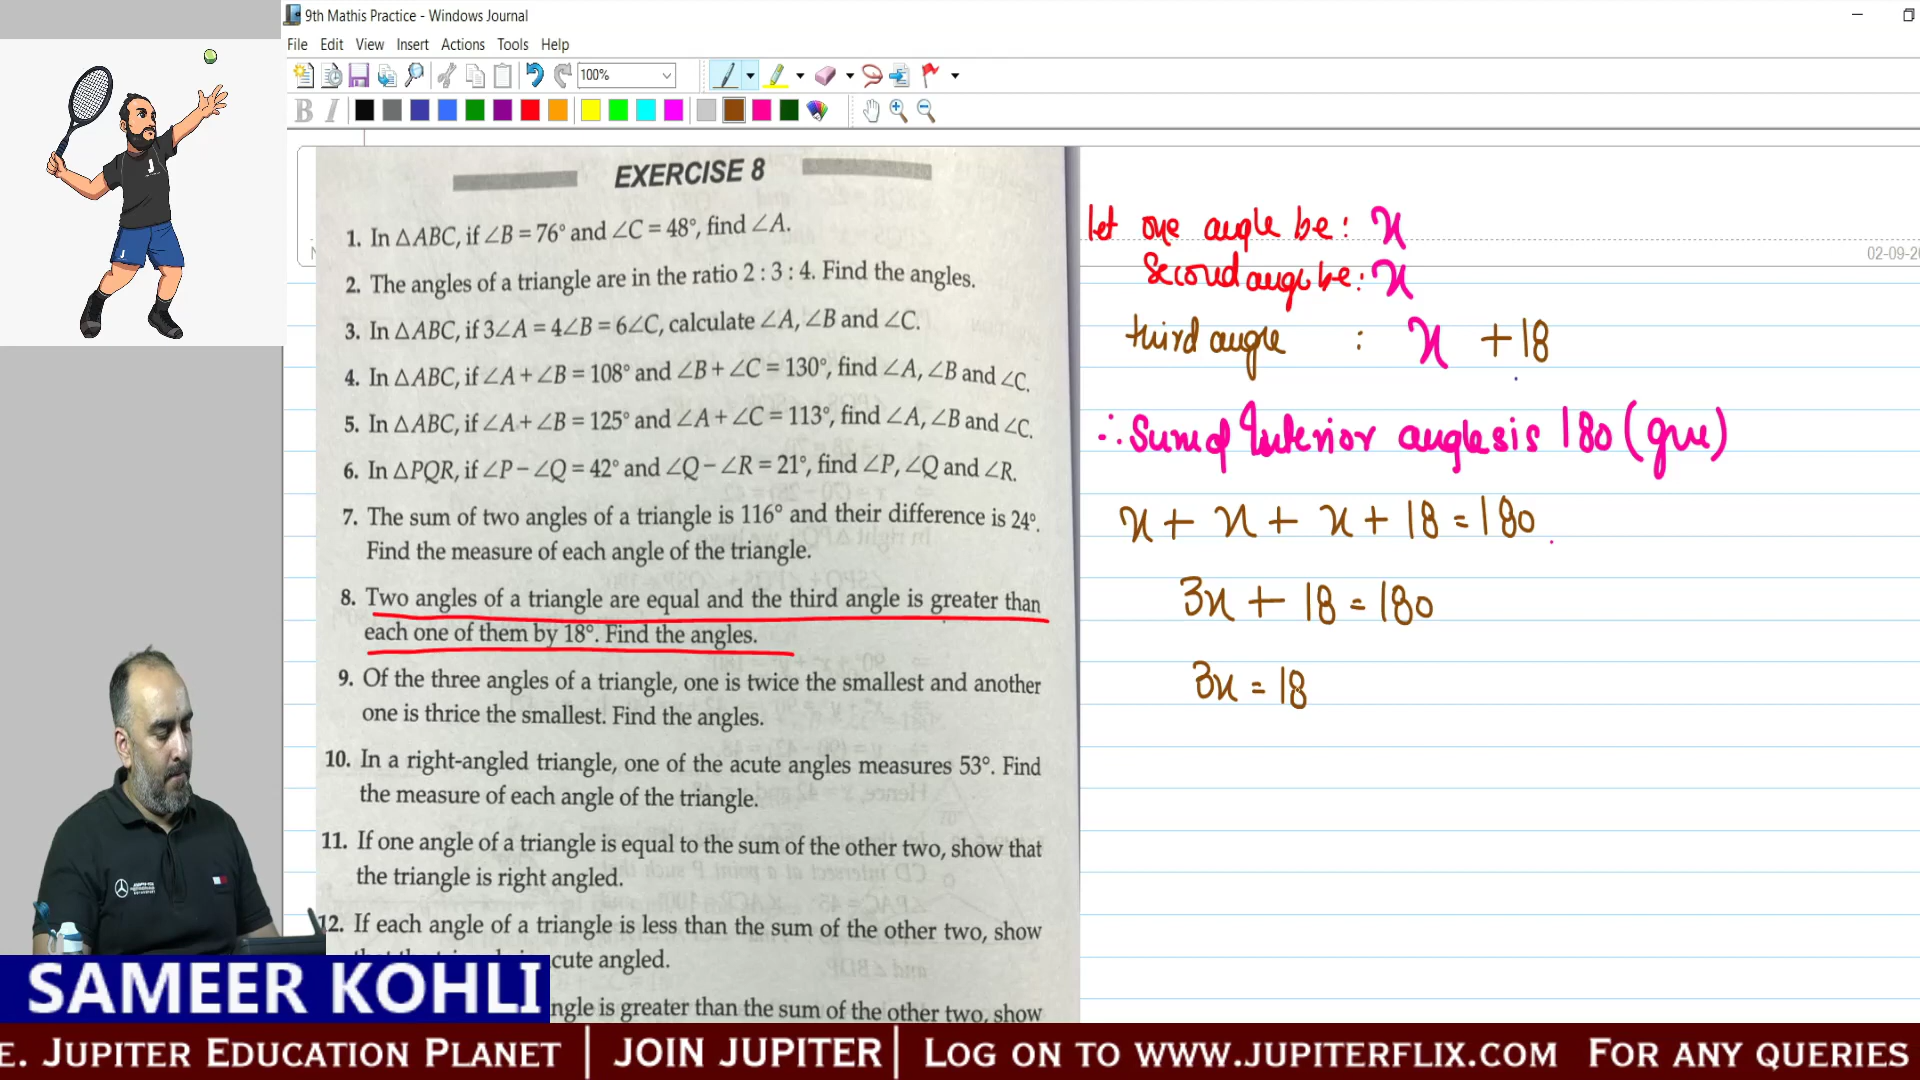 9th Mathis Practice - Windows Journal
File Edit View Insert Actions Tools Help
100%
B I
EXERCISE 8
1. In △ABC, if ∠B = 76° and ∠C = 48°, find ∠A.
2. The angles of a triangle are in the ratio 2 : 3 : 4. Find the angles.
3. In △ABC, if 3∠A = 4∠B = 6∠C, calculate ∠A, ∠B and ∠C.
4. In △ABC, if ∠A + ∠B = 108° and ∠B + ∠C = 130°, find ∠A, ∠B and ∠C.
5. In △ABC, if ∠A + ∠B = 125° and ∠A + ∠C = 113°, find ∠A, ∠B and ∠C.
6. In △PQR, if ∠P − ∠Q = 42° and ∠Q − ∠R = 21°, find ∠P, ∠Q and ∠R.
7. The sum of two angles of a triangle is 116° and their difference is 24°.
Find the measure of each angle of the triangle.
8. Two angles of a triangle are equal and the third angle is greater than
each one of them by 18°. Find the angles.
9. Of the three angles of a triangle, one is twice the smallest and another
one is thrice the smallest. Find the angles.
10. In a right-angled triangle, one of the acute angles measures 53°. Find
the measure of each angle of the triangle.
11. If one angle of a triangle is equal to the sum of the other two, show that
the triangle is right angled.
12. If each angle of a triangle is less than the sum of the other two, show
cute angled.
ngle is greater than the sum of the other two, show
let one angle be : x
Second angle be : x
third angle : x + 18
∴ Sum of Interior angles is 180 (
x + x + x + 18 = 180
3x + 18 = 180
3x = 18
02-09-20
J
J
SAMEER KOHLI
E. JUPITER EDUCATION PLANET | JOIN JUPITER | LOG ON TO WWW.JUPITERFLIX.COM FOR ANY QUERIES